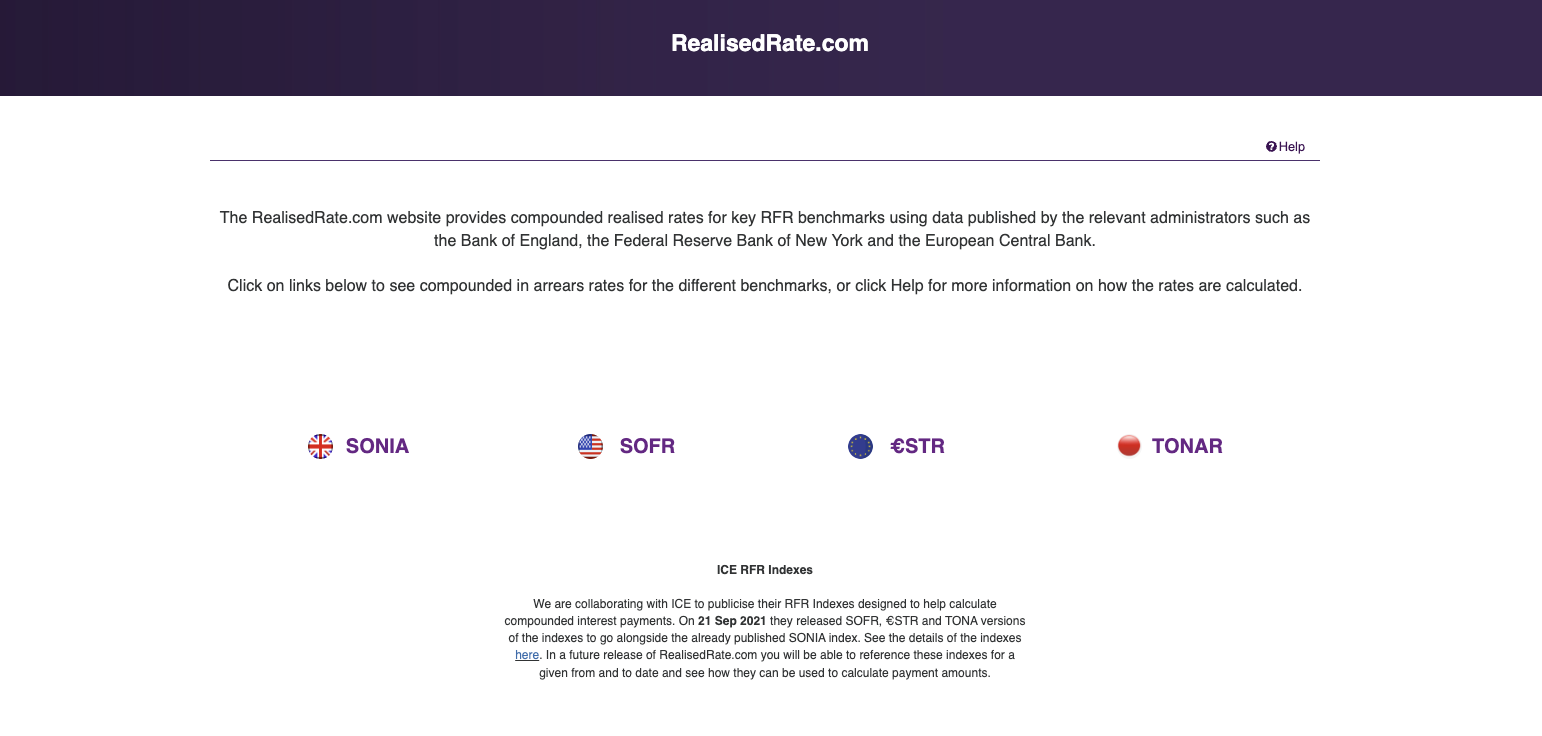 RealisedRate.com
Help
The RealisedRate.com website provides compounded realised rates for key RFR benchmarks using data published by the relevant administrators such as
the Bank of England, the Federal Reserve Bank of New York and the European Central Bank.
Click on links below to see compounded in arrears rates for the different benchmarks, or click Help for more information on how the rates are calculated.
SONIA
SOFR
€STR
TONAR
ICE RFR Indexes
We are collaborating with ICE to publicise their RFR Indexes designed to help calculate
compounded interest payments. On 21 Sep 2021 they released SOFR, €STR and TONA versions
of the indexes to go alongside the already published SONIA index. See the details of the indexes
here. In a future release of RealisedRate.com you will be able to reference these indexes for a
given from and to date and see how they can be used to calculate payment amounts.